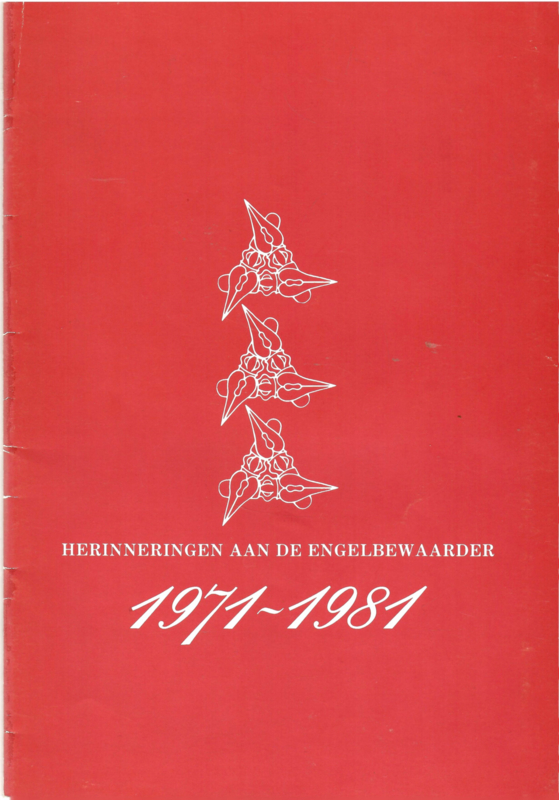 HERINNERINGEN AAN DE ENGELBEWAARDER
1971~1981